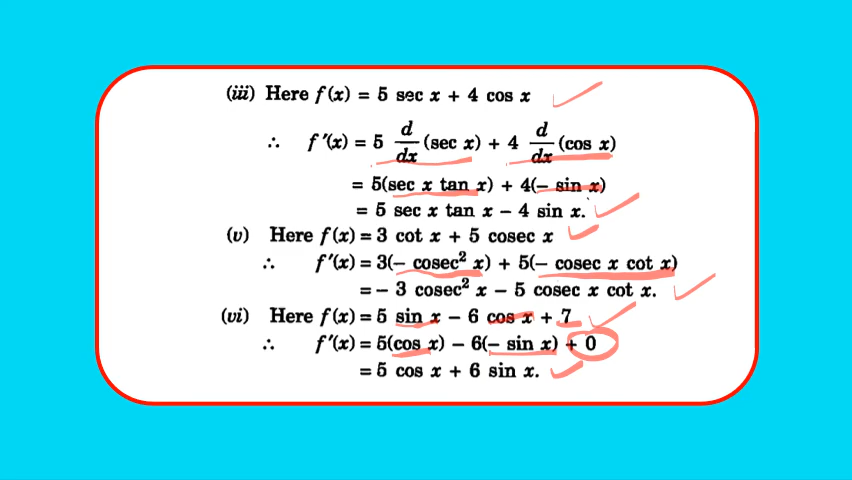 (iii) Here f(x) = 5 sec x + 4 cos x
∴ f'(x) = 5 d/dx (sec x) + 4 d/dx (cos x)
= 5(sec x tan x) + 4(− sin x)
= 5 sec x tan x − 4 sin x.
(v) Here f(x) = 3 cot x + 5 cosec x
∴ f'(x) = 3(− cosec² x) + 5(− cosec x cot x)
= − 3 cosec² x − 5 cosec x cot x.
(vi) Here f(x) = 5 sin x − 6 cos x + 7
∴ f'(x) = 5(cos x) − 6(− sin x) + 0
= 5 cos x + 6 sin x.